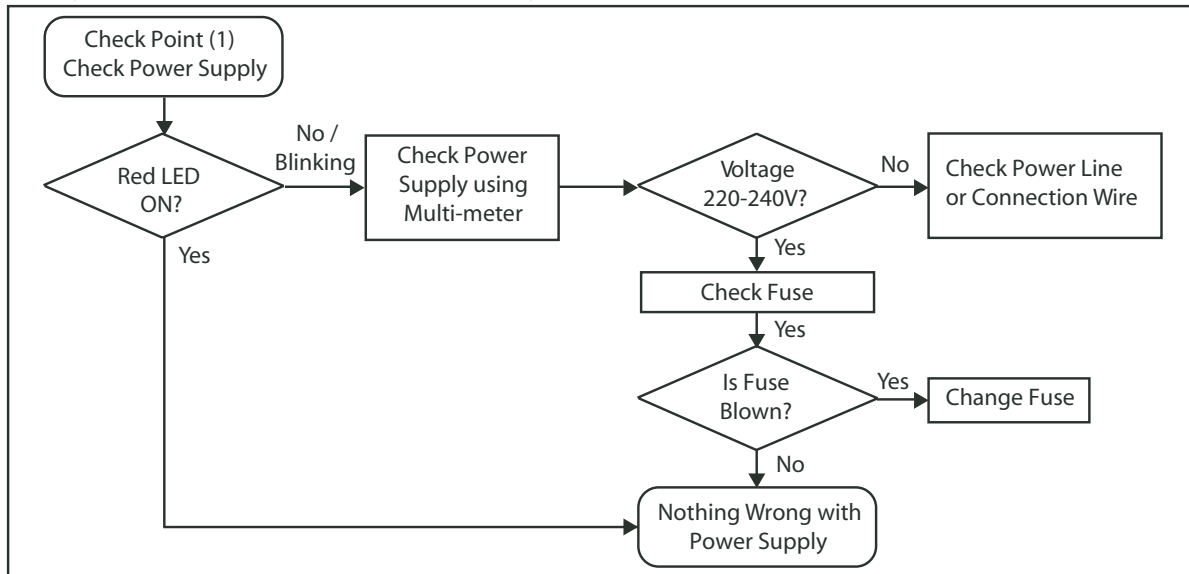 Check Point (1)
Check Power Supply
Red LED
ON?
No /
Blinking
Yes
Check Power
Supply using
Multi-meter
Voltage
220-240V?
No
Check Power Line
or Connection Wire
Yes
Check Fuse
Yes
Is Fuse
Blown?
Yes
Change Fuse
No
Nothing Wrong with
Power Supply